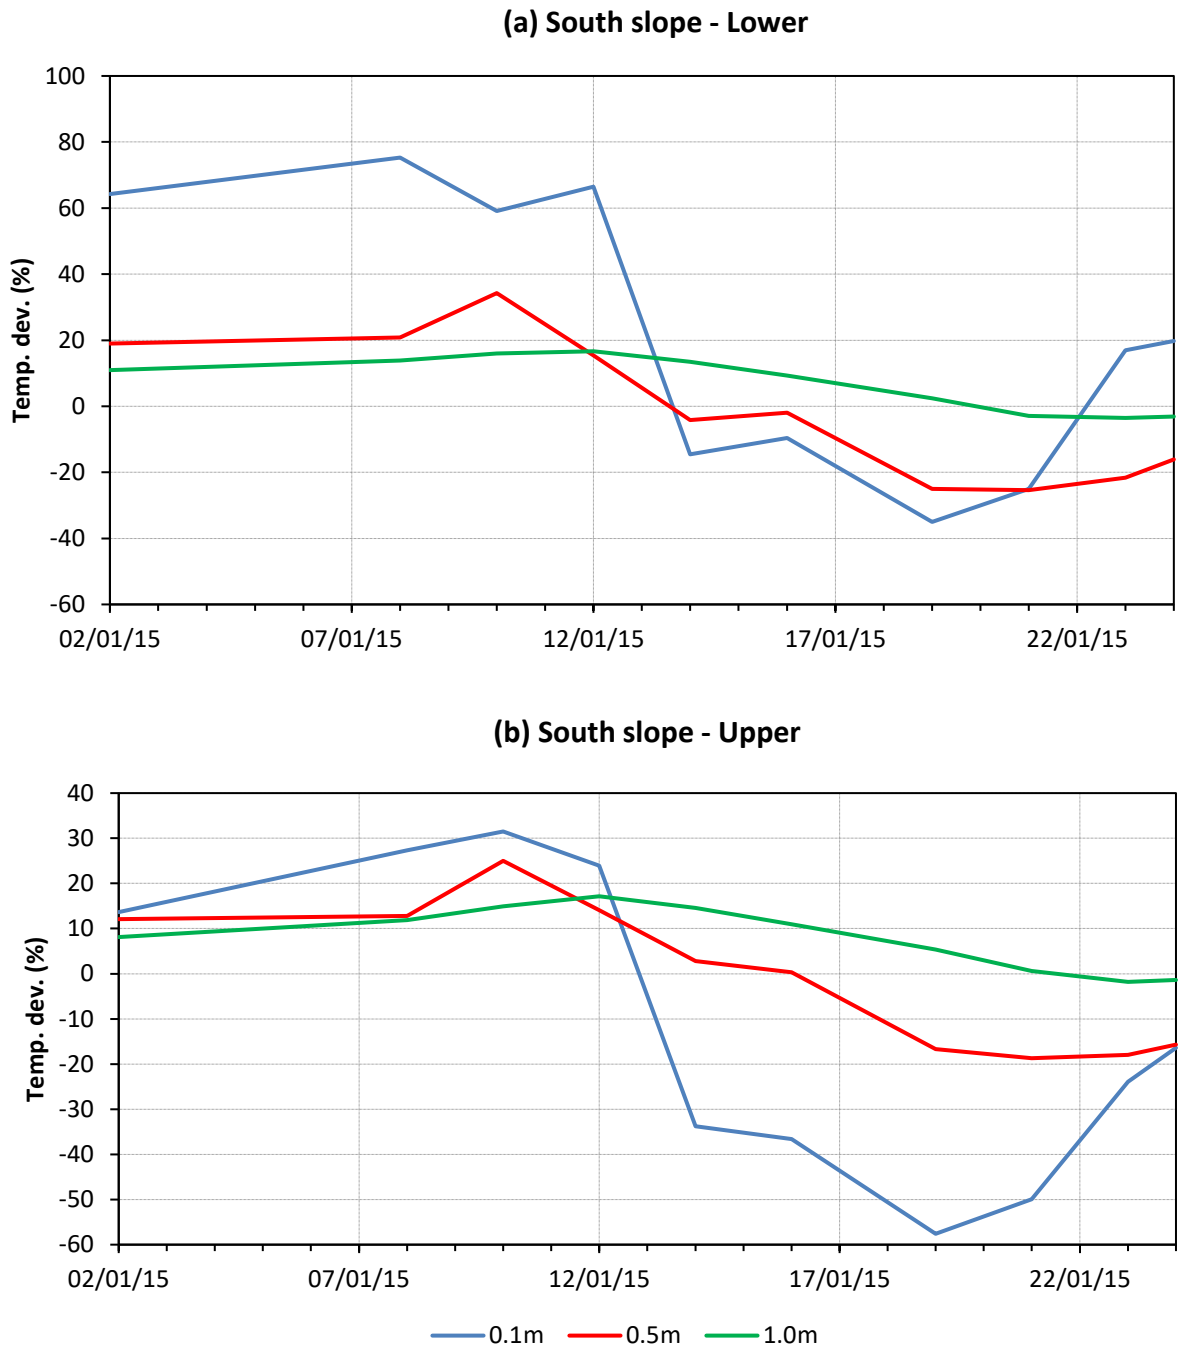 (a) South slope - Lower
Temp. dev. (%)
100
80
60
40
20
0
-20
-40
-60
02/01/15 07/01/15 12/01/15 17/01/15 22/01/15
(b) South slope - Upper
Temp. dev. (%)
40
30
20
10
0
-10
-20
-30
-40
-50
-60
02/01/15 07/01/15 12/01/15 17/01/15 22/01/15
0.1m 0.5m 1.0m